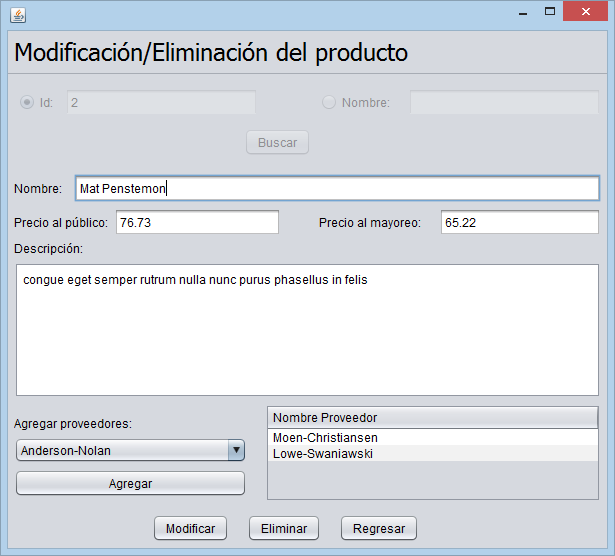 Modificación/Eliminación del producto
Id: 2 Nombre:
Buscar
Nombre: Mat Penstemon
Precio al público: 76.73 Precio al mayoreo: 65.22
Descripción:
congue eget semper rutrum nulla nunc purus phasellus in felis
Agregar proveedores:
Anderson-Nolan
Agregar
Nombre Proveedor
Moen-Christiansen
Lowe-Swaniawski
Modificar Eliminar Regresar